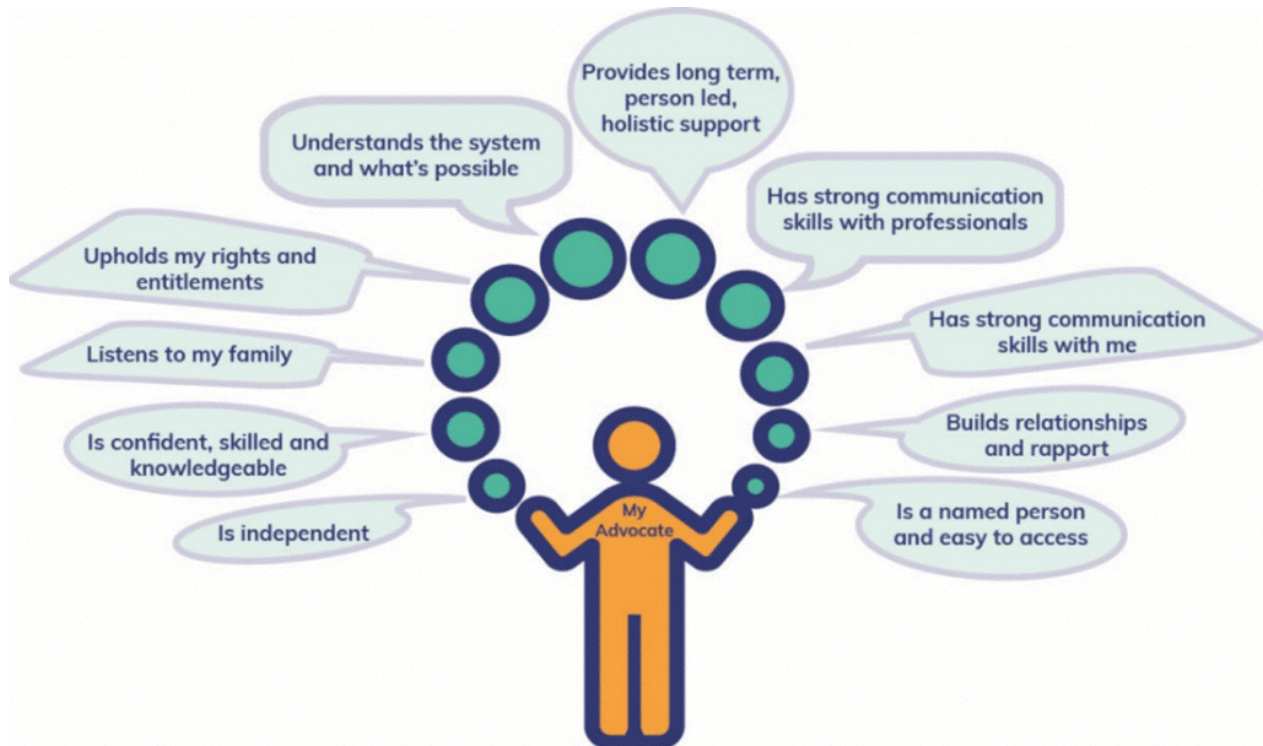 Provides long term,
person led,
holistic support
Understands the system
and what's possible
Has strong communication
skills with professionals
Upholds my rights and
entitlements
Has strong communication
skills with me
Listens to my family
Builds relationships
and rapport
Is confident, skilled and
knowledgeable
Is a named person
and easy to access
Is independent
My
Advocate